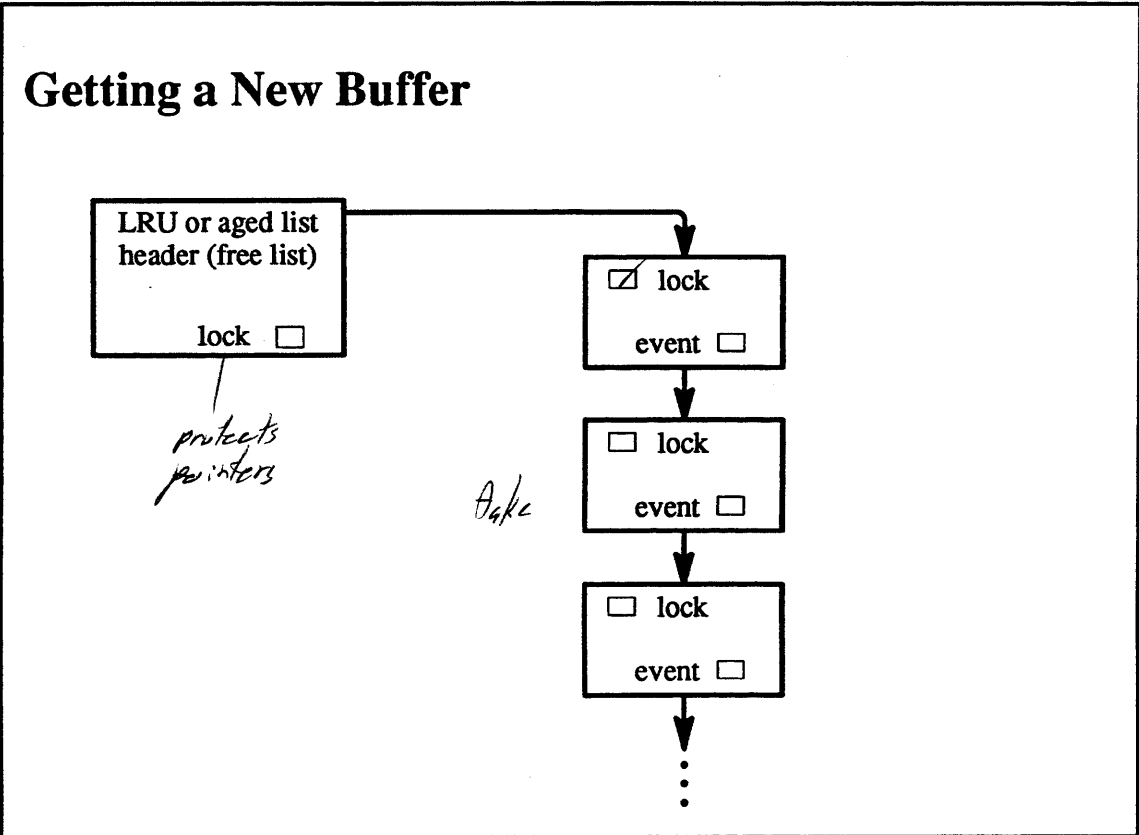 Getting a New Buffer
LRU or aged list
header (free list)
lock
protects
pointers
lock
event
lock
event
lock
event